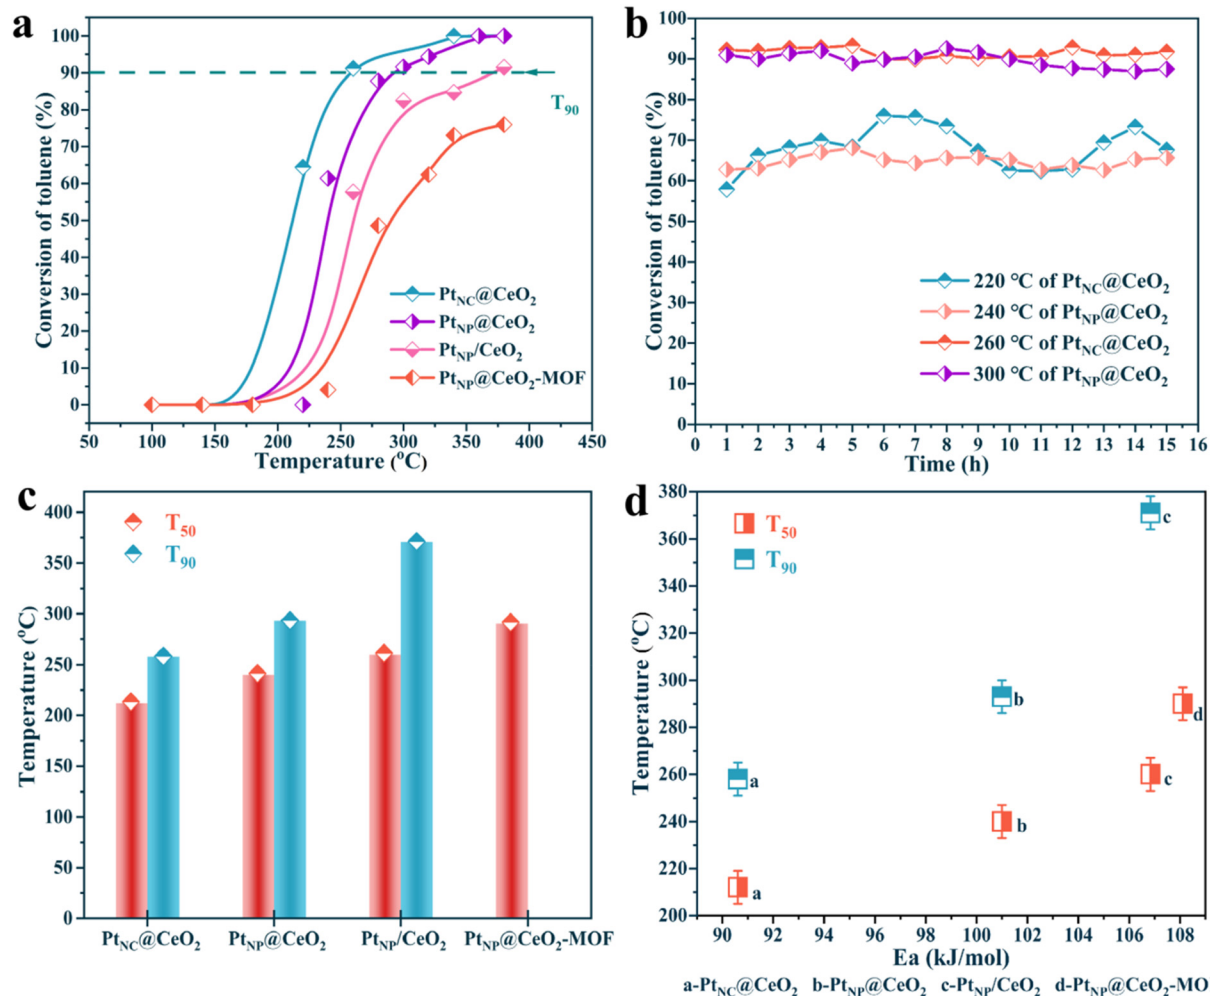 a
Conversion of toluene (%)
100
90
80
70
60
50
40
30
20
10
0
T90
PtNC@CeO2
PtNP@CeO2
PtNP/CeO2
PtNP@CeO2-MOF
50 100 150 200 250 300 350 400 450
Temperature (oC)
b
Conversion of toluene (%)
100
90
80
70
60
50
40
30
20
10
0
220 °C of PtNC@CeO2
240 °C of PtNP@CeO2
260 °C of PtNC@CeO2
300 °C of PtNP@CeO2
0 1 2 3 4 5 6 7 8 9 10 11 12 13 14 15 16
Time (h)
c
Temperature (oC)
400
350
300
250
200
150
100
50
0
T50
T90
PtNC@CeO2 PtNP@CeO2 PtNP/CeO2 PtNP@CeO2-MOF
d
Temperature (oC)
380
360
340
320
300
280
260
240
220
200
T50
T90
c
b
a
d
c
b
a
90 92 94 96 98 100 102 104 106 108
Ea (kJ/mol)
a-PtNC@CeO2 b-PtNP@CeO2 c-PtNP/CeO2 d-PtNP@CeO2-MO